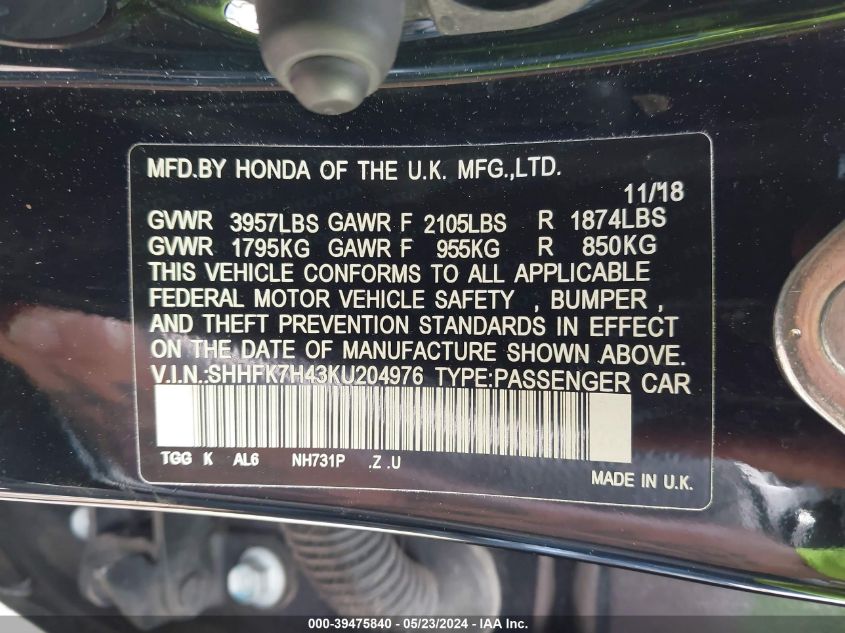 MFD.BY HONDA OF THE U.K. MFG.,LTD.
11/18
GVWR 3957LBS GAWR F 2105LBS R 1874LBS
GVWR 1795KG GAWR F 955KG R 850KG
THIS VEHICLE CONFORMS TO ALL APPLICABLE
FEDERAL MOTOR VEHICLE SAFETY , BUMPER ,
AND THEFT PREVENTION STANDARDS IN EFFECT
ON THE DATE OF MANUFACTURE SHOWN ABOVE.
V.I.N.:SHHFK7H43KU204976 TYPE:PASSENGER CAR
TGG K AL6 NH731P .Z .U
MADE IN U.K.
000-39475840 - 05/23/2024 - IAA Inc.